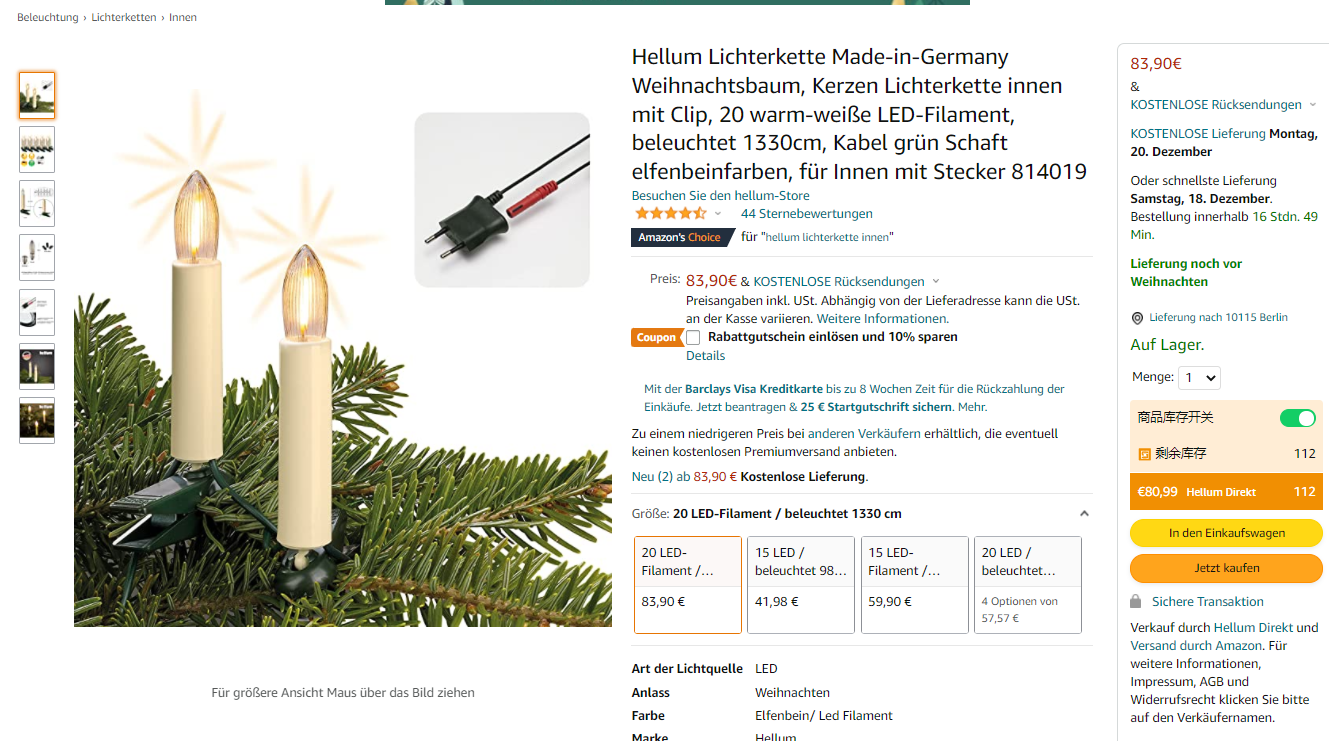 Beleuchtung › Lichterketten › Innen
Hellum Lichterkette Made-in-Germany
Weihnachtsbaum, Kerzen Lichterkette innen
mit Clip, 20 warm-weiße LED-Filament,
beleuchtet 1330cm, Kabel grün Schaft
elfenbeinfarben, für Innen mit Stecker 814019
Besuchen Sie den hellum-Store
44 Sternebewertungen
Amazon's Choice für "hellum lichterkette innen"
Preis: 83,90€ & KOSTENLOSE Rücksendungen
Preisangaben inkl. USt. Abhängig von der Lieferadresse kann die USt.
an der Kasse variieren. Weitere Informationen.
Coupon Rabattgutschein einlösen und 10% sparen
Details
Mit der Barclays Visa Kreditkarte bis zu 8 Wochen Zeit für die Rückzahlung der
Einkäufe. Jetzt beantragen & 25 € Startgutschrift sichern. Mehr.
Zu einem niedrigeren Preis bei anderen Verkäufern erhältlich, die eventuell
keinen kostenlosen Premiumversand anbieten.
Neu (2) ab 83,90 € Kostenlose Lieferung.
Größe: 20 LED-Filament / beleuchtet 1330 cm
20 LED-
Filament /...
83,90 €
15 LED /
beleuchtet 98...
41,98 €
15 LED-
Filament /...
59,90 €
20 LED /
beleuchtet...
4 Optionen von
57,57 €
Art der Lichtquelle LED
Anlass Weihnachten
Farbe Elfenbein/ Led Filament
Marke Hellum
Für größere Ansicht Maus über das Bild ziehen
83,90€
&
KOSTENLOSE Rücksendungen
KOSTENLOSE Lieferung Montag,
20. Dezember
Oder schnellste Lieferung
Samstag, 18. Dezember.
Bestellung innerhalb 16 Stdn. 49
Min.
Lieferung noch vor
Weihnachten
Lieferung nach 10115 Berlin
Auf Lager.
Menge: 1
商品库存开关
剩余库存 112
€80,99 Hellum Direkt 112
In den Einkaufswagen
Jetzt kaufen
Sichere Transaktion
Verkauf durch Hellum Direkt und
Versand durch Amazon. Für
weitere Informationen,
Impressum, AGB und
Widerrufsrecht klicken Sie bitte
auf den Verkäufernamen.